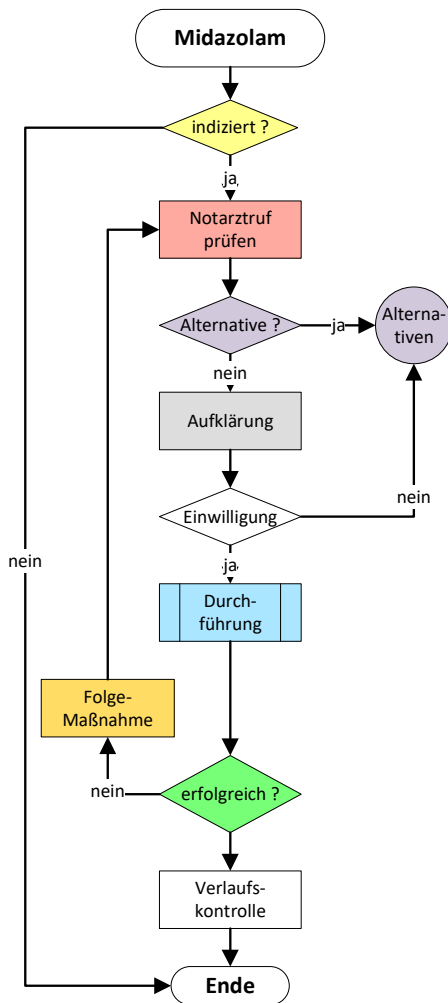 Midazolam
indiziert ?
ja
Notarztruf
prüfen
Alternative ?
ja
Alterna-
tiven
nein
Aufklärung
Einwilligung
nein
ja
nein
Durch-
führung
Folge-
Maßnahme
nein
erfolgreich ?
Verlaufs-
kontrolle
Ende